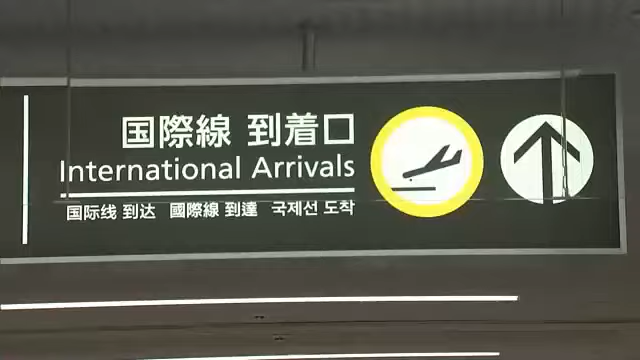 国際線 到着口
International Arrivals
国际线 到达 國際線 到達 국제선 도착